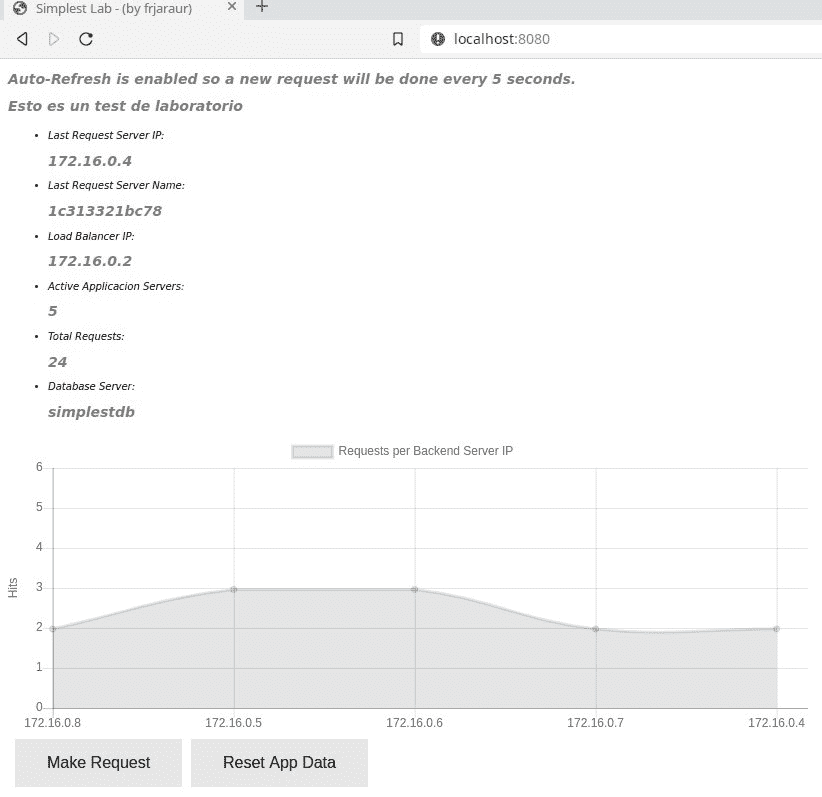 Simplest Lab - (by frjaraur)
localhost:8080
Auto-Refresh is enabled so a new request will be done every 5 seconds.
Esto es un test de laboratorio
Last Request Server IP:
172.16.0.4
Last Request Server Name:
1c313321bc78
Load Balancer IP:
172.16.0.2
Active Applicacion Servers:
5
Total Requests:
24
Database Server:
simplestdb
Requests per Backend Server IP
6
5
4
3
2
1
0
Hits
172.16.0.8 172.16.0.5 172.16.0.6 172.16.0.7 172.16.0.4
Make Request Reset App Data